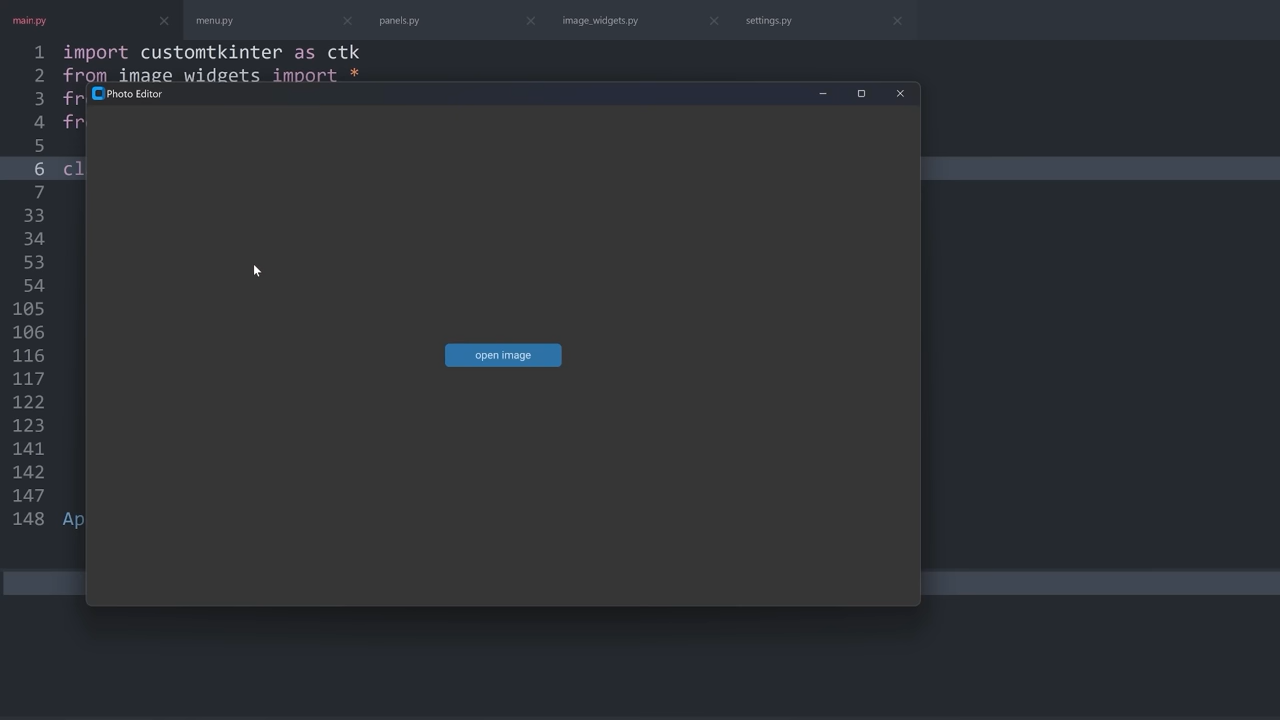 main.py
menu.py
panels.py
image_widgets.py
settings.py
1 import customtkinter as ctk
2 from image_widgets import *
3 fr
4 fr
5
6 cl
7
33
34
53
54
105
106
116
117
122
123
141
142
147
148 Ap
Photo Editor
open image